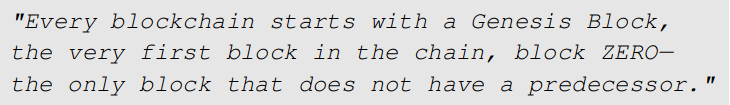 "Every blockchain starts with a Genesis Block,
the very first block in the chain, block ZERO—
the only block that does not have a predecessor."